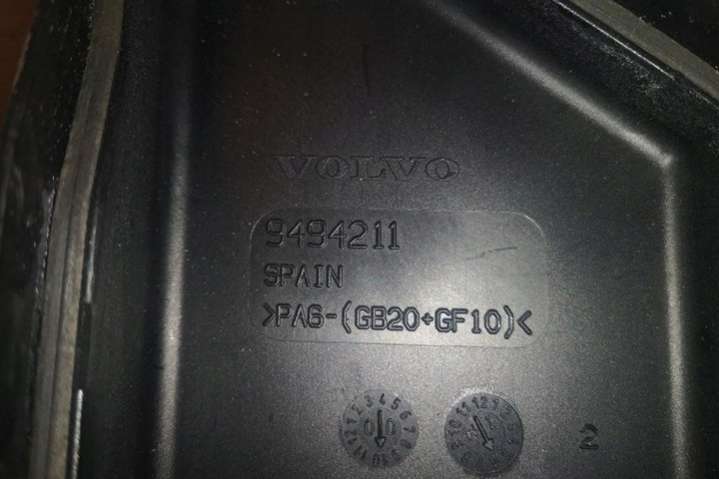 VOLVO
9494211
SPAIN
>PA6-(GB20+GF10)<
2